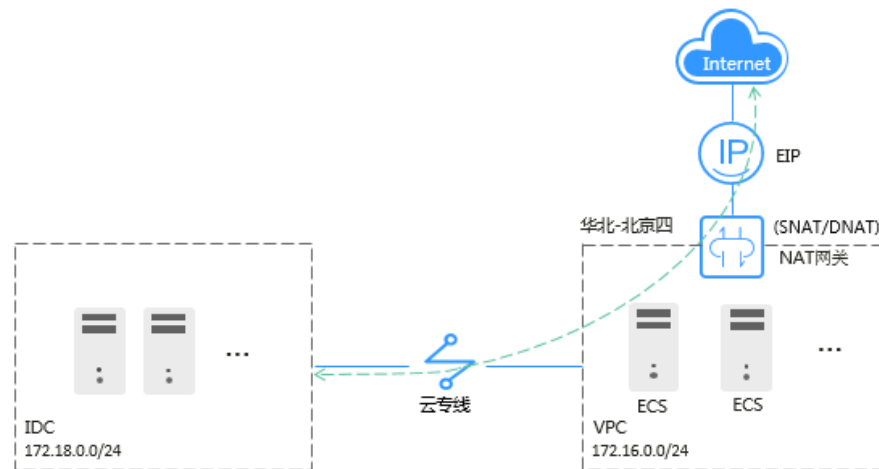 Internet
IP
EIP
华北-北京四
(SNAT/DNAT)
NAT网关
...
...
云专线
ECS
ECS
IDC
172.18.0.0/24
VPC
172.16.0.0/24